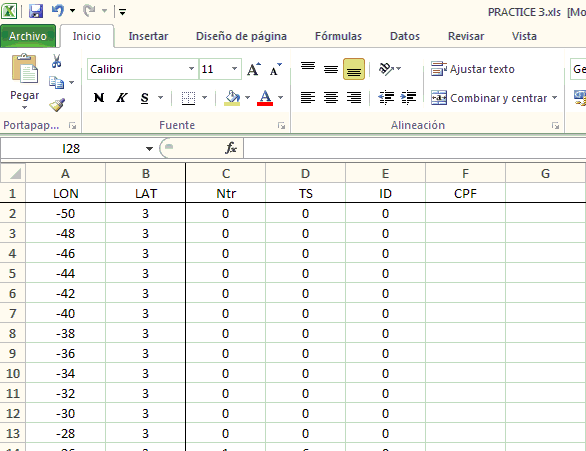 PRACTICE 3.xls [Mo
Archivo Inicio Insertar Diseño de página Fórmulas Datos Revisar Vista
Pegar
Calibri 11 A A Ajustar texto Ge
N K S A Combinar y centrar
Portapap... Fuente Alineación
I28 fx
A B C D E F G
1 LON LAT Ntr TS ID CPF
2 -50 3 0 0 0
3 -48 3 0 0 0
4 -46 3 0 0 0
5 -44 3 0 0 0
6 -42 3 0 0 0
7 -40 3 0 0 0
8 -38 3 0 0 0
9 -36 3 0 0 0
10 -34 3 0 0 0
11 -32 3 0 0 0
12 -30 3 0 0 0
13 -28 3 0 0 0